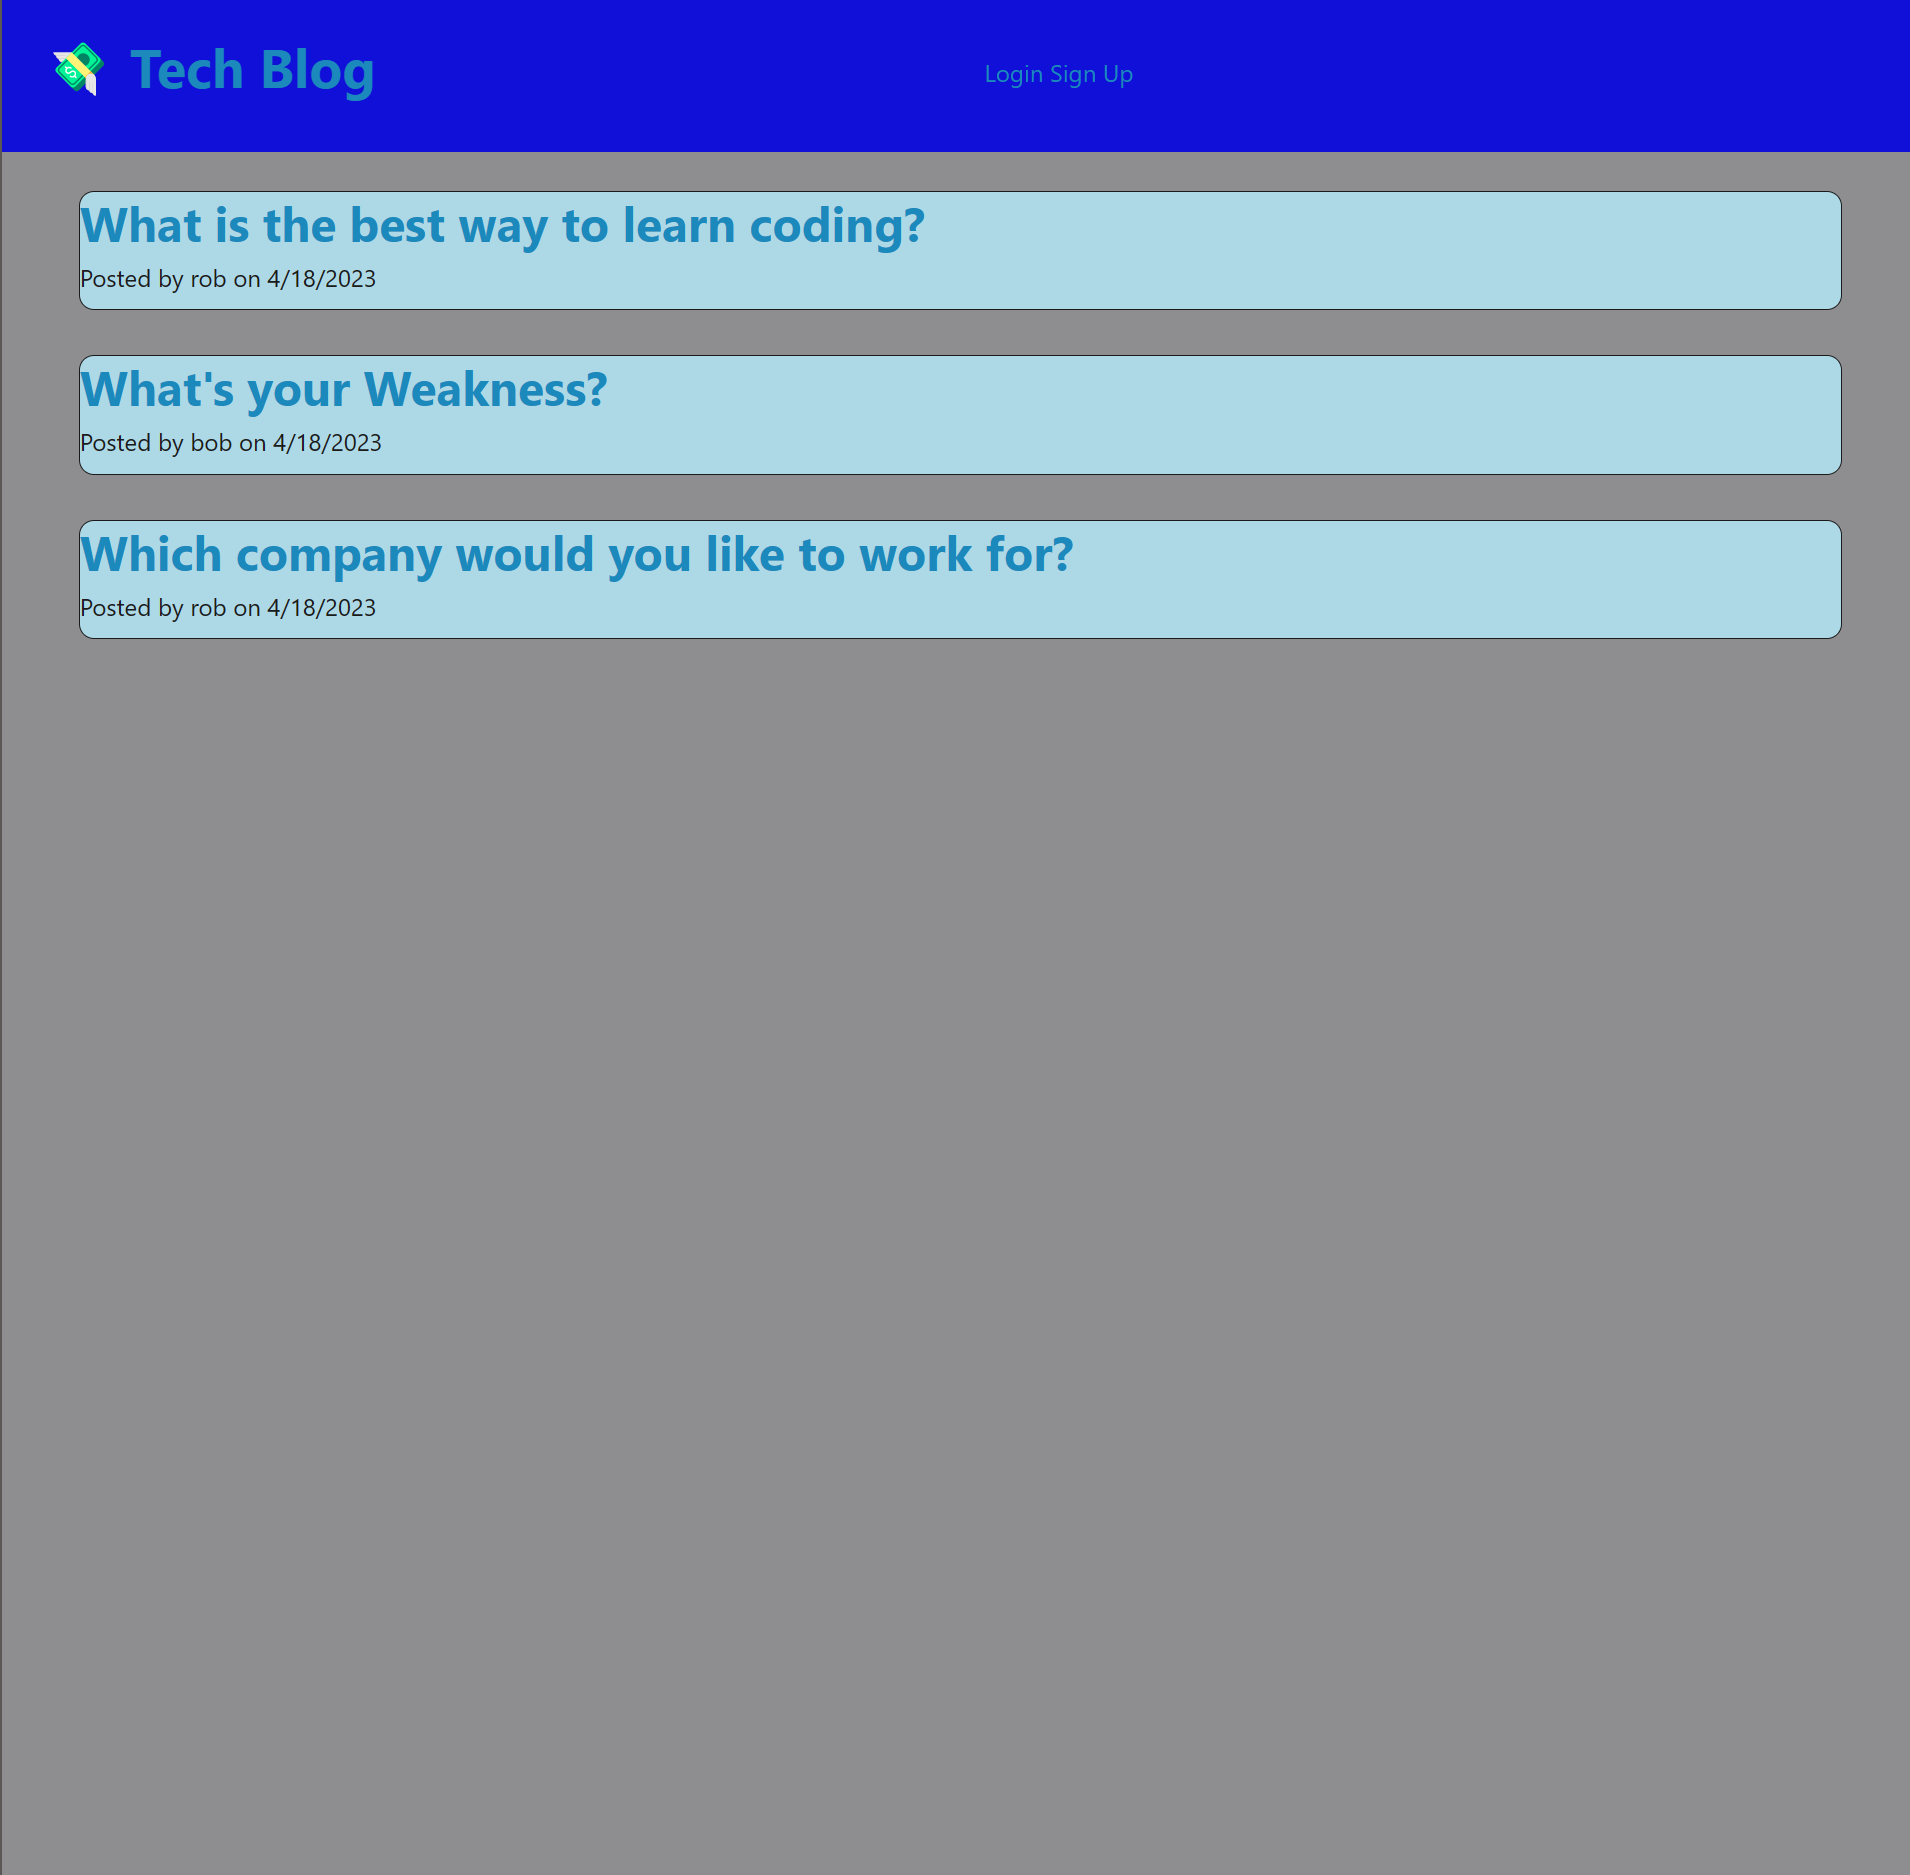 Tech Blog
Login Sign Up
What is the best way to learn coding?
Posted by rob on 4/18/2023
What's your Weakness?
Posted by bob on 4/18/2023
Which company would you like to work for?
Posted by rob on 4/18/2023